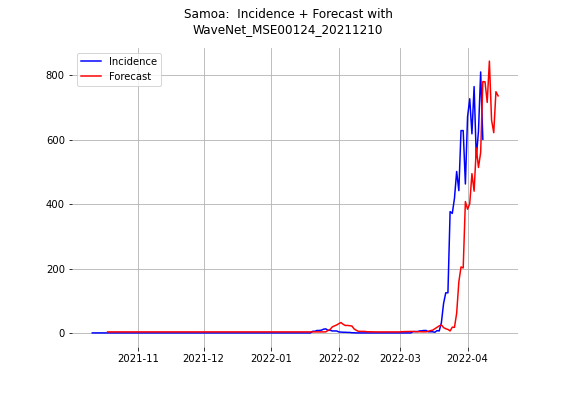 Samoa:  Incidence + Forecast with
WaveNet_MSE00124_20211210
Incidence
Forecast
800
600
400
200
0
2021-11 2021-12 2022-01 2022-02 2022-03 2022-04